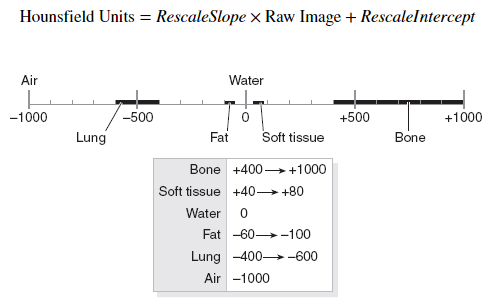 Hounsfield Units = RescaleSlope × Raw Image + RescaleIntercept
Air Water
−1000 −500 0 +500 +1000
Lung Fat Soft tissue Bone
Bone +400→+1000
Soft tissue +40→+80
Water 0
Fat −60→−100
Lung −400→−600
Air −1000